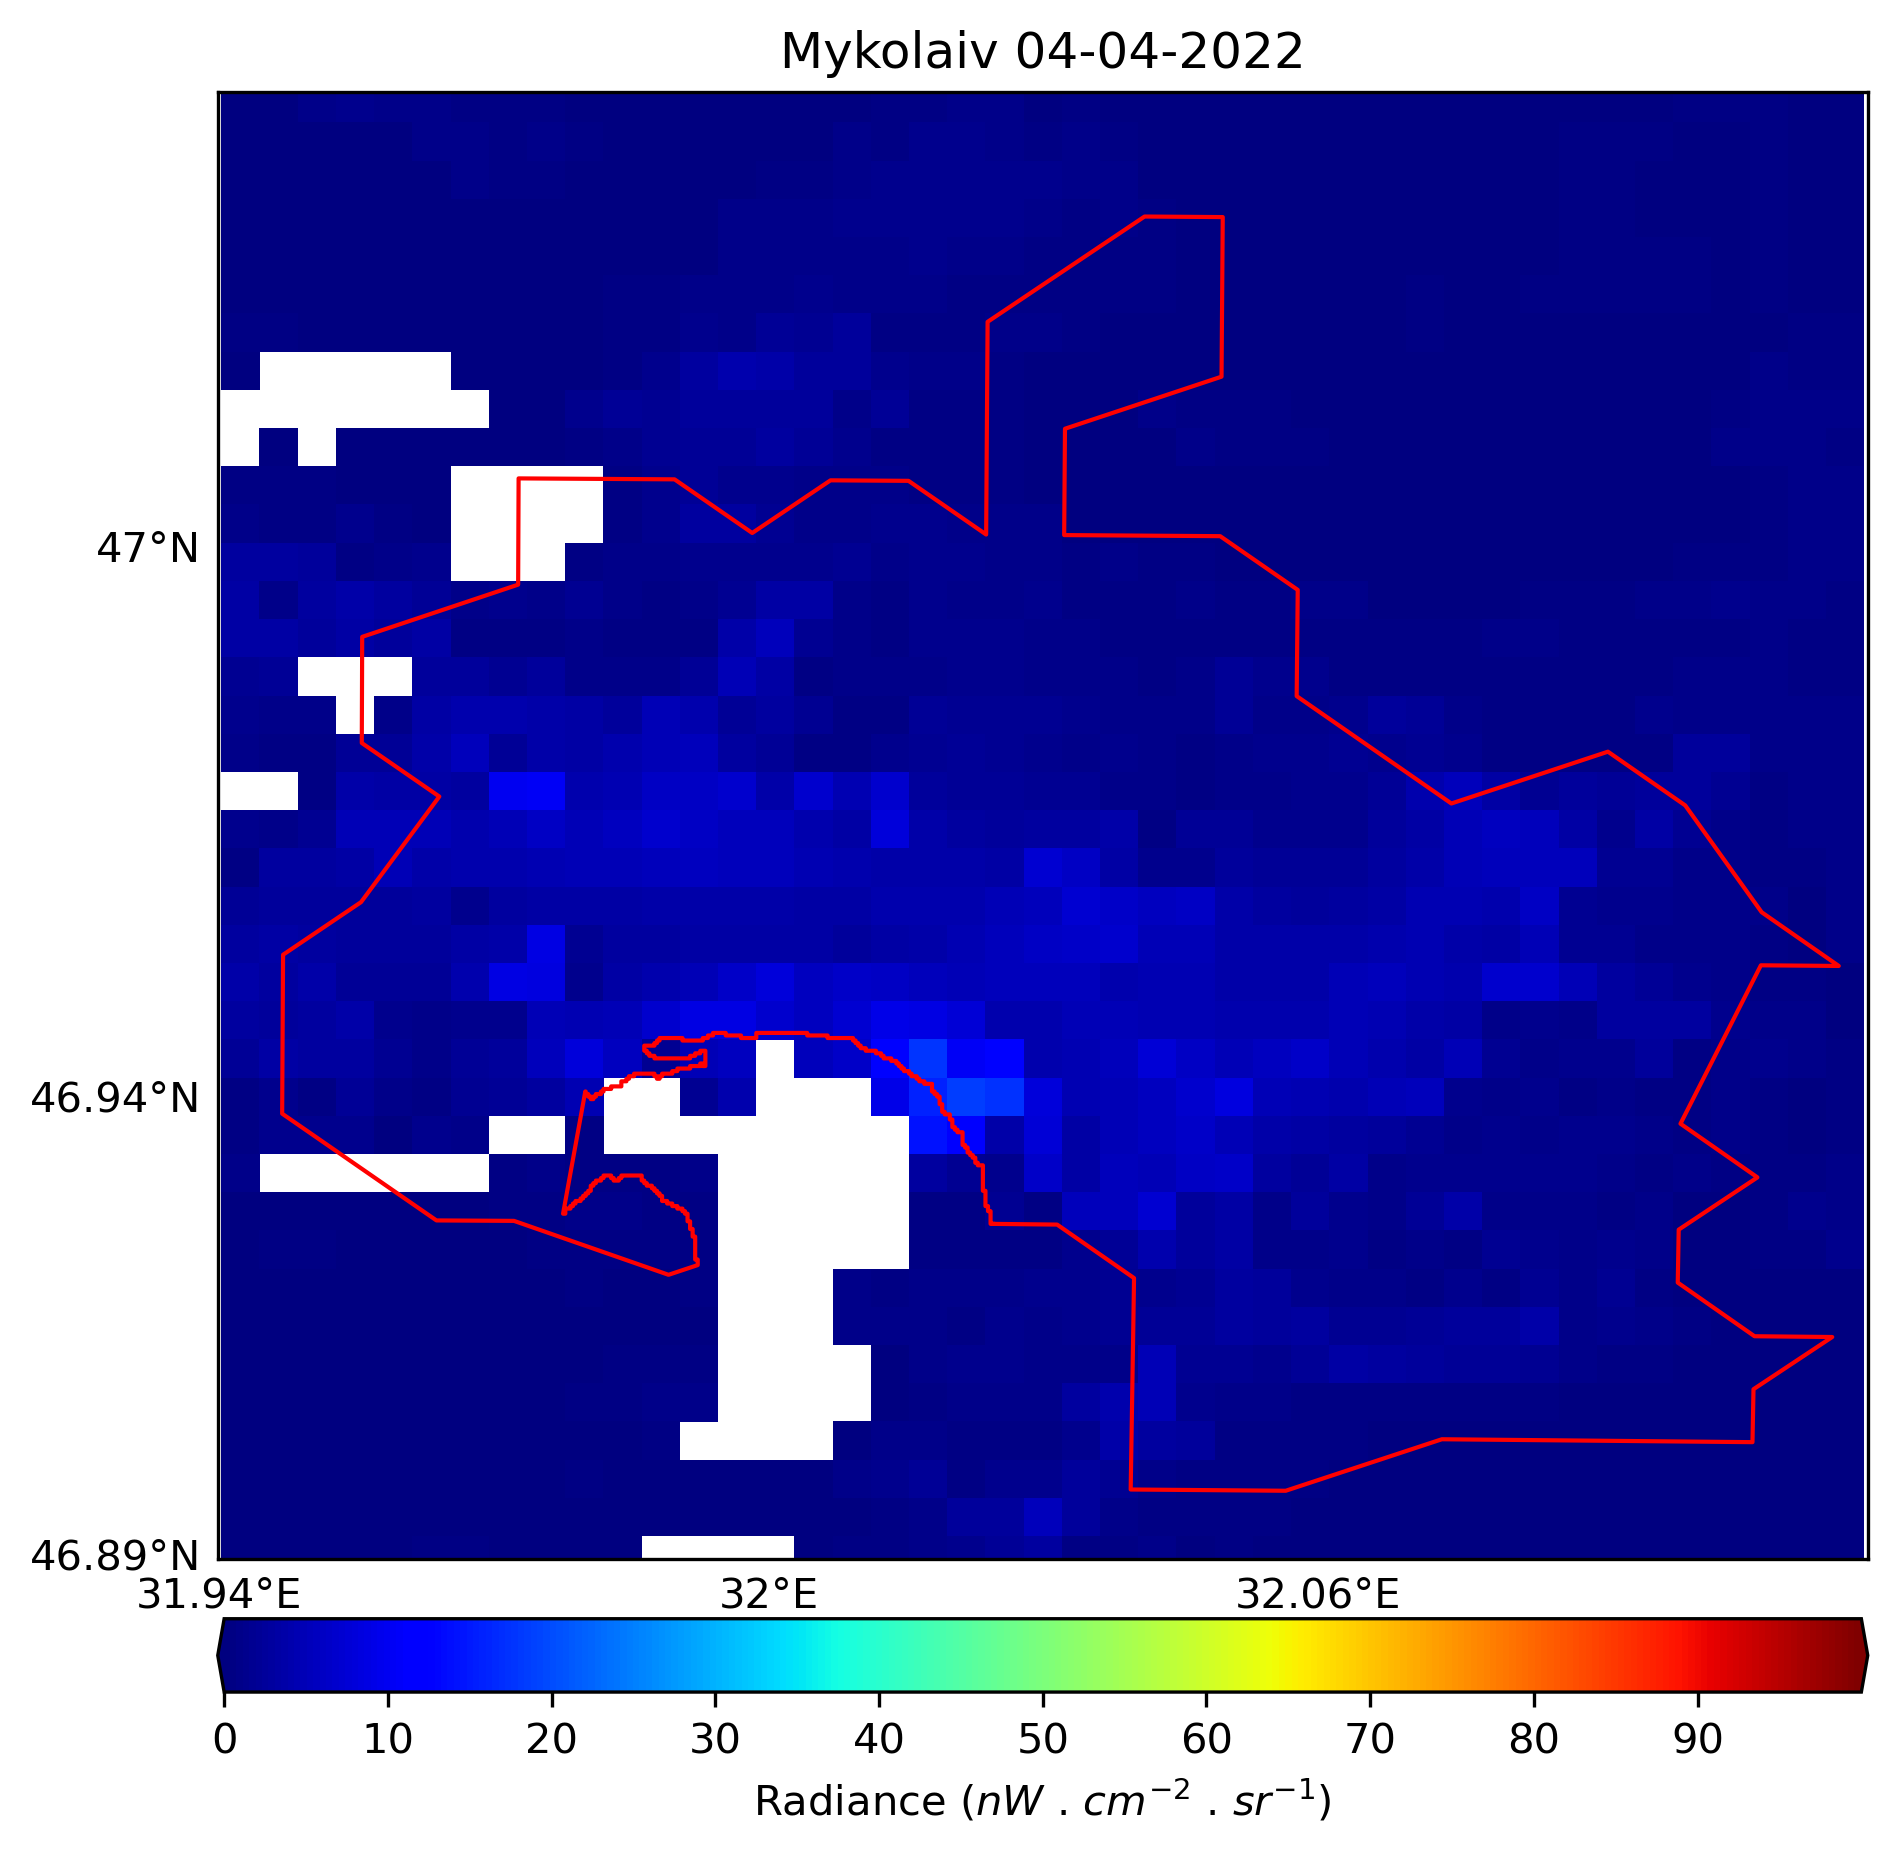 Mykolaiv 04-04-2022
47°N
46.94°N
46.89°N
31.94°E 32°E 32.06°E
0 10 20 30 40 50 60 70 80 90
Radiance (nW . cm⁻² . sr⁻¹)